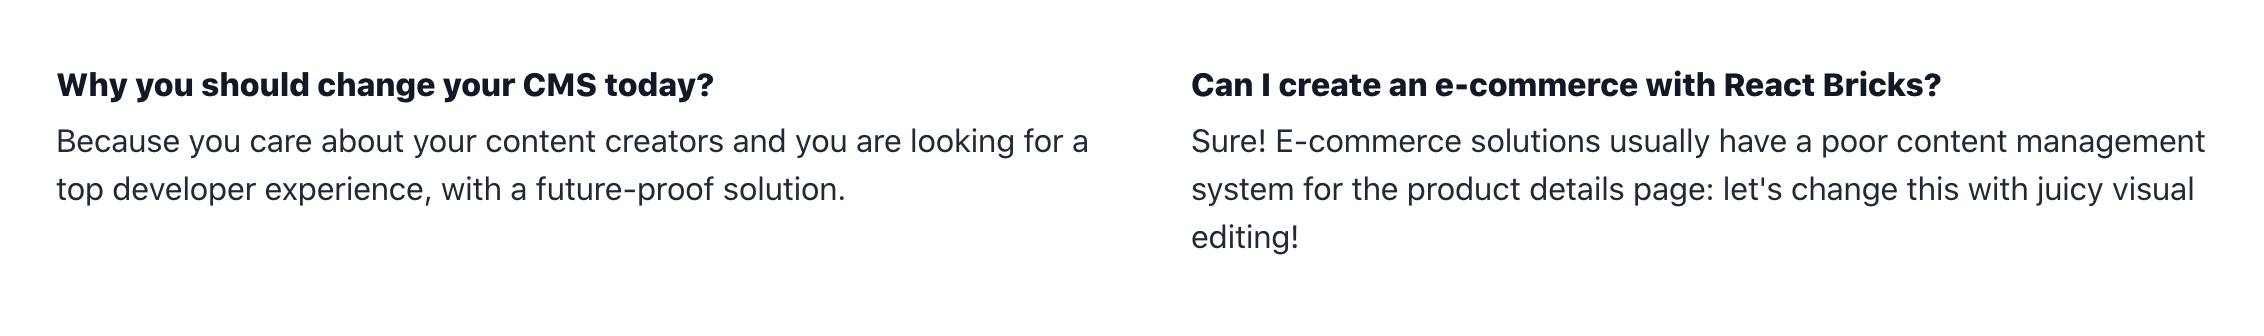 Why you should change your CMS today?
Because you care about your content creators and you are looking for a
top developer experience, with a future-proof solution.
Can I create an e-commerce with React Bricks?
Sure! E-commerce solutions usually have a poor content management
system for the product details page: let's change this with juicy visual
editing!